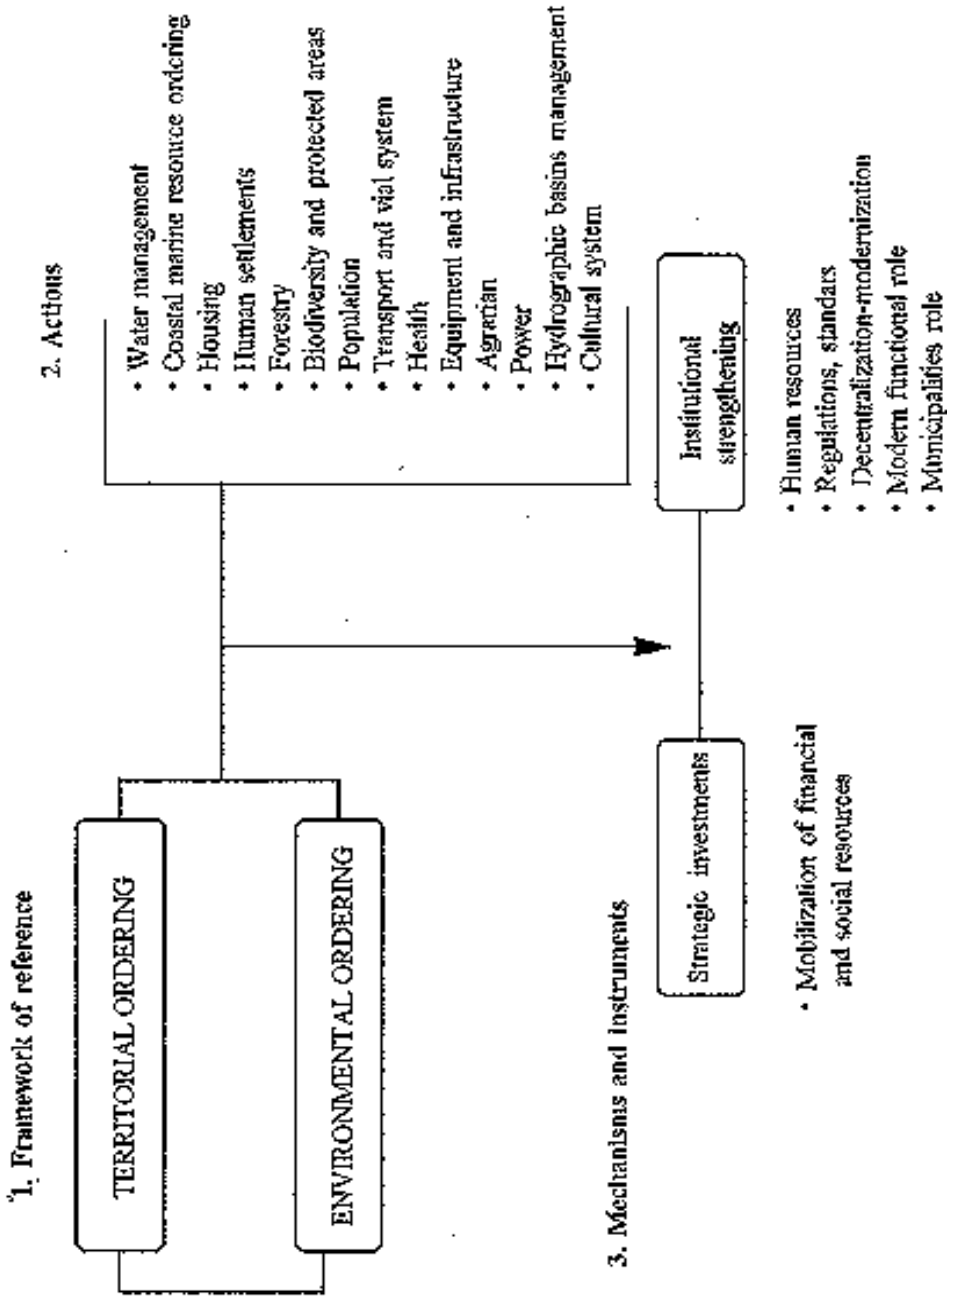 1. Framework of reference
TERRITORIAL ORDERING
ENVIRONMENTAL ORDERING
2. Actions
• Water management
• Coastal marine resource ordering
• Housing
• Human settlements
• Forestry
• Biodiversity and protected areas
• Population
• Transport and vial system
• Health
• Equipment and infrastructure
• Agrarian
• Power
• Hydrographic basins management
• Cultural system
3. Mechanisms and instruments
Strategic investments
• Mobilization of financial
and social resources
Institutional
strengthening
• Human resources
• Regulations, standars
• Decentralization-modernization
• Modern functional role
• Municipalities role